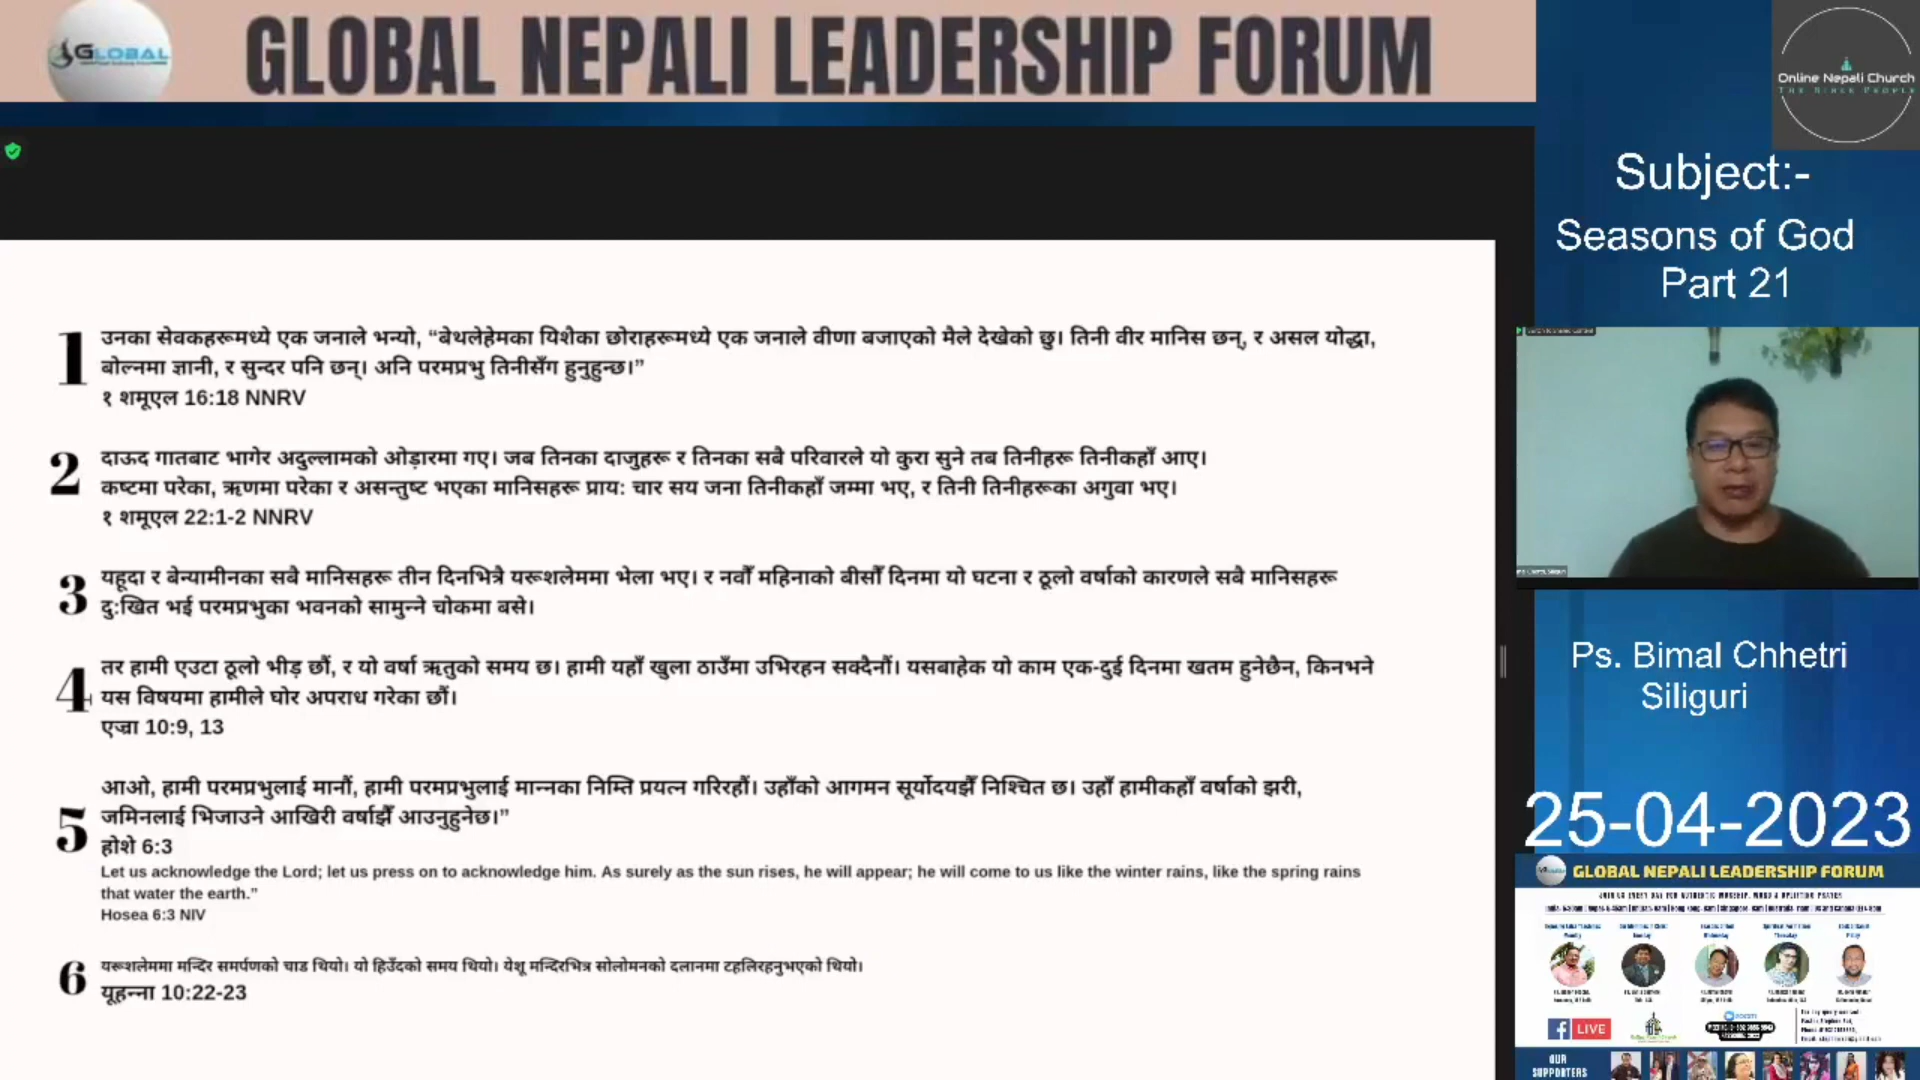 GLOBAL
GLOBAL NEPALI LEADERSHIP FORUM
Online Nepali Church
THE BIBLE PEOPLE
Subject:-
Seasons of God
Part 21
1
उनका सेवकहरूमध्ये एक जनाले भन्यो, “बेथलेहेमका यिशैका छोराहरूमध्ये एक जनाले वीणा बजाएको मैले देखेको छु। तिनी वीर मानिस छन्, र असल योद्धा,
बोल्नमा ज्ञानी, र सुन्दर पनि छन्। अनि परमप्रभु तिनीसँग हुनुहुन्छ।”
१ शमूएल 16:18 NNRV
2
दाऊद गातबाट भागेर अदुल्लामको ओड़ारमा गए। जब तिनका दाजुहरू र तिनका सबै परिवारले यो कुरा सुने तब तिनीहरू तिनीकहाँ आए।
कष्टमा परेका, ऋणमा परेका र असन्तुष्ट भएका मानिसहरू प्राय: चार सय जना तिनीकहाँ जम्मा भए, र तिनी तिनीहरूका अगुवा भए।
१ शमूएल 22:1-2 NNRV
3
यहूदा र बेन्यामीनका सबै मानिसहरू तीन दिनभित्रै यरूशलेममा भेला भए। र नवौँ महिनाको बीसौँ दिनमा यो घटना र ठूलो वर्षाको कारणले सबै मानिसहरू
दु:खित भई परमप्रभुका भवनको सामुन्ने चोकमा बसे।
4
तर हामी एउटा ठूलो भीड़ छौं, र यो वर्षा ऋतुको समय छ। हामी यहाँ खुला ठाउँमा उभिरहन सक्दैनौं। यसबाहेक यो काम एक-दुई दिनमा खतम हुनेछैन, किनभने
यस विषयमा हामीले घोर अपराध गरेका छौं।
एज्रा 10:9, 13
5
आओ, हामी परमप्रभुलाई मानौं, हामी परमप्रभुलाई मान्नका निम्ति प्रयत्न गरिरहौं। उहाँको आगमन सूर्योदयझैँ निश्चित छ। उहाँ हामीकहाँ वर्षाको झरी,
जमिनलाई भिजाउने आखिरी वर्षाझैँ आउनुहुनेछ।”
होशे 6:3
Let us acknowledge the Lord; let us press on to acknowledge him. As surely as the sun rises, he will appear; he will come to us like the winter rains, like the spring rains
that water the earth.”
Hosea 6:3 NIV
6
यरूशलेममा मन्दिर समर्पणको चाड थियो। यो हिउँदको समय थियो। येशू मन्दिरभित्र सोलोमनको दलानमा टहलिरहनुभएको थियो।
यूहन्ना 10:22-23
Ps. Bimal Chhetri
Siliguri
25-04-2023
GLOBAL NEPALI LEADERSHIP FORUM
LIVE
OUR
SUPPORTERS